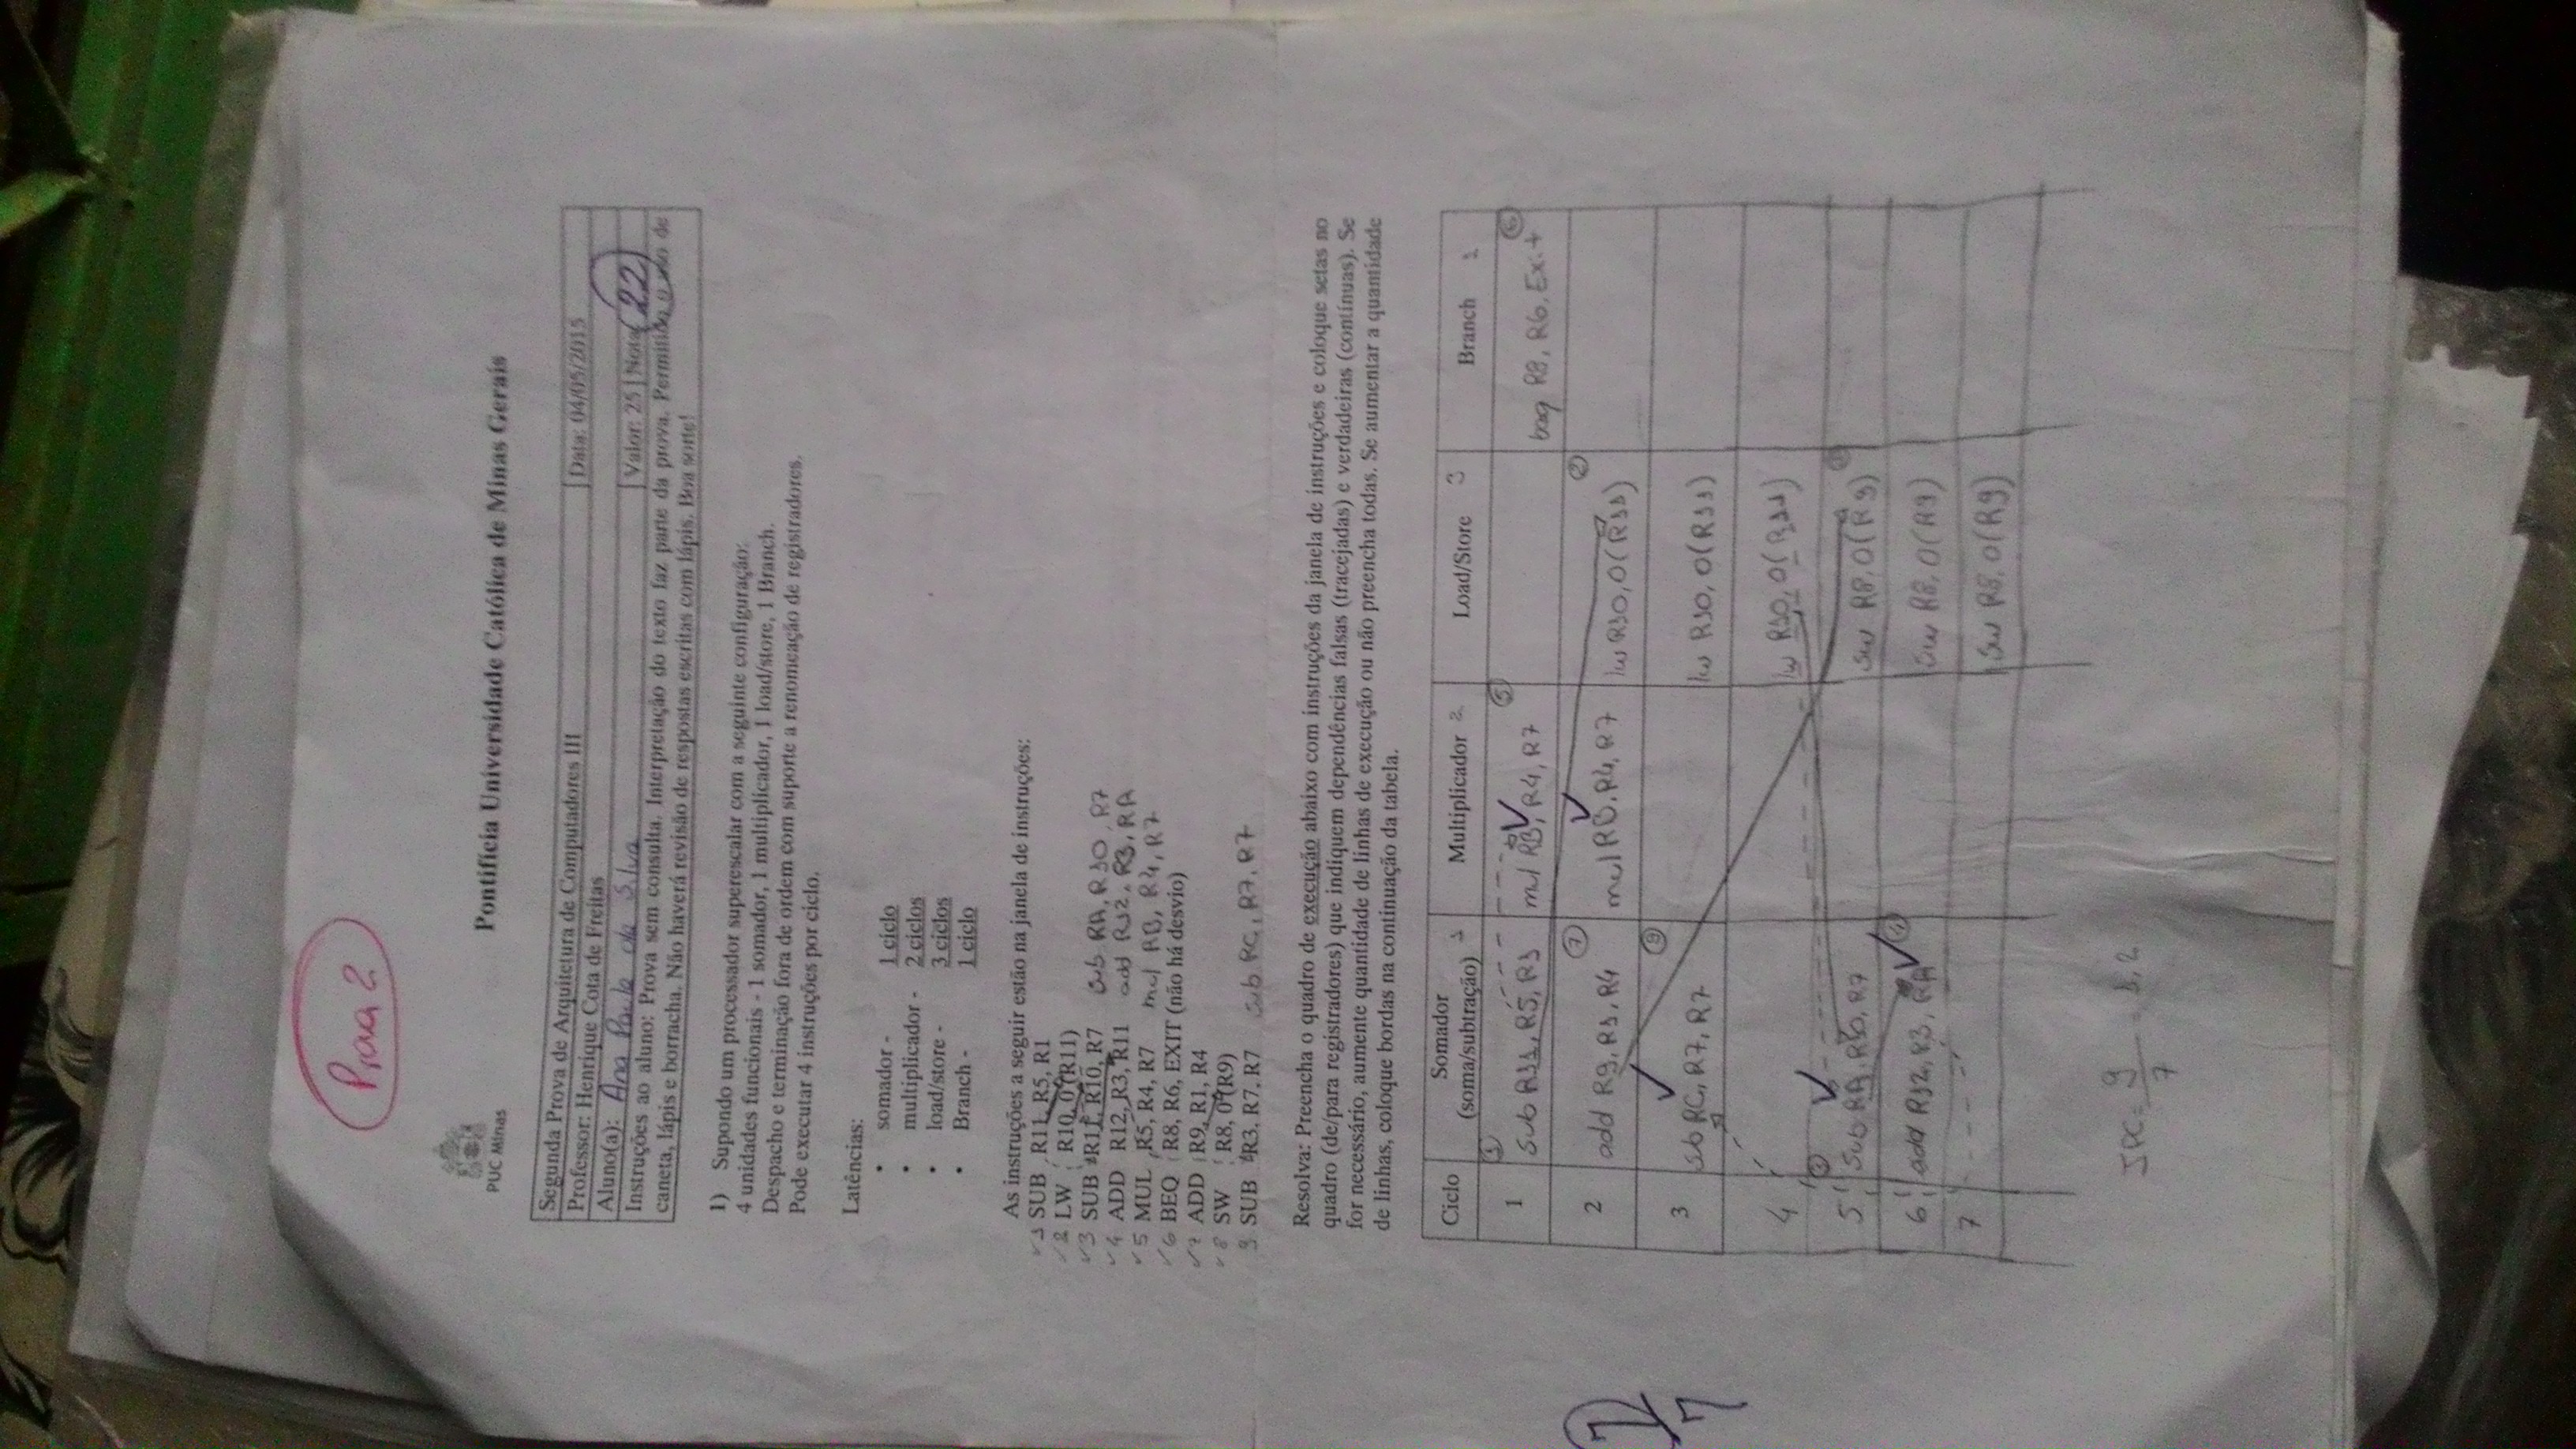 Prova 2
PUC Minas
Pontifícia Universidade Católica de Minas Gerais
Segunda Prova de Arquitetura de Computadores III
Data: 04/05/2015
Professor: Henrique Cota de Freitas
Aluno(a): Ana Paula da Silva
Valor: 25 Nota 22
Instruções ao aluno: Prova sem consulta. Interpretação do texto faz parte da prova. Permitido o uso de
caneta, lápis e borracha. Não haverá revisão de respostas escritas com lápis. Boa sorte!
1) Supondo um processador superescalar com a seguinte configuração:
4 unidades funcionais - 1 somador, 1 multiplicador, 1 load/store, 1 Branch.
Despacho e terminação fora de ordem com suporte a renomeação de registradores.
Pode executar 4 instruções por ciclo.
Latências:
• somador - 1 ciclo
• multiplicador - 2 ciclos
• load/store - 3 ciclos
• Branch - 1 ciclo
As instruções a seguir estão na janela de instruções:
1 SUB R11, R5, R1
2 LW R10, 0(R11)
3 SUB R11, R10, R7 sub RA, R10, R7
4 ADD R12, R3, R11 add R12, R3, RA
5 MUL R5, R4, R7 mul RB, R4, R7
6 BEQ R8, R6, EXIT (não há desvio)
7 ADD R9, R1, R4
8 SW R8, 0(R9)
9 SUB R3, R7, R7 sub RC, R7, R7
Resolva: Preencha o quadro de execução abaixo com instruções da janela de instruções e coloque setas no
quadro (de/para registradores) que indiquem dependências falsas (tracejadas) e verdadeiras (contínuas). Se
for necessário, aumente quantidade de linhas de execução ou não preencha todas. Se aumentar a quantidade
de linhas, coloque bordas na continuação da tabela.
Ciclo Somador (soma/subtração) 1 Multiplicador 2 Load/Store 3 Branch 1
1 sub R11, R5, R1 mul RB, R4, R7 beq R8, R6, Exit
2 add R9, R1, R4 mul RB, R4, R7 lw R10, 0(R11)
3 sub RC, R7, R7 lw R10, 0(R11)
4 lw R10, 0(R11)
5 sub RA, R10, R7 sw R8, 0(R9)
6 add R12, R3, RA sw R8, 0(R9)
7 sw R8, 0(R9)
7
7
IPC = 9/7 = 1,2